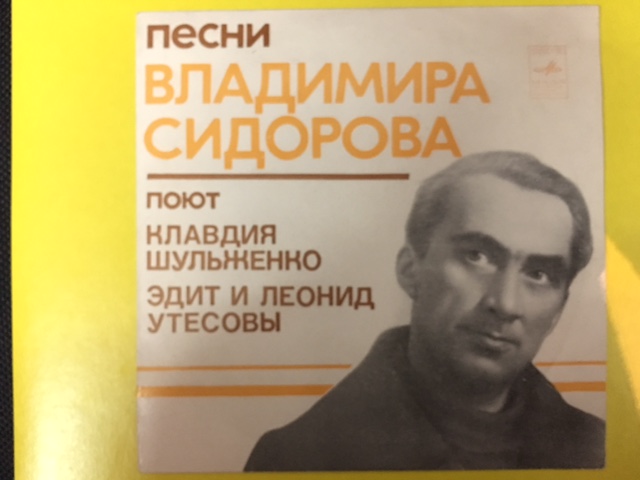 песни
ВЛАДИМИРА
СИДОРОВА
поют
КЛАВДИЯ
ШУЛЬЖЕНКО
ЭДИТ И ЛЕОНИД
УТЕСОВЫ